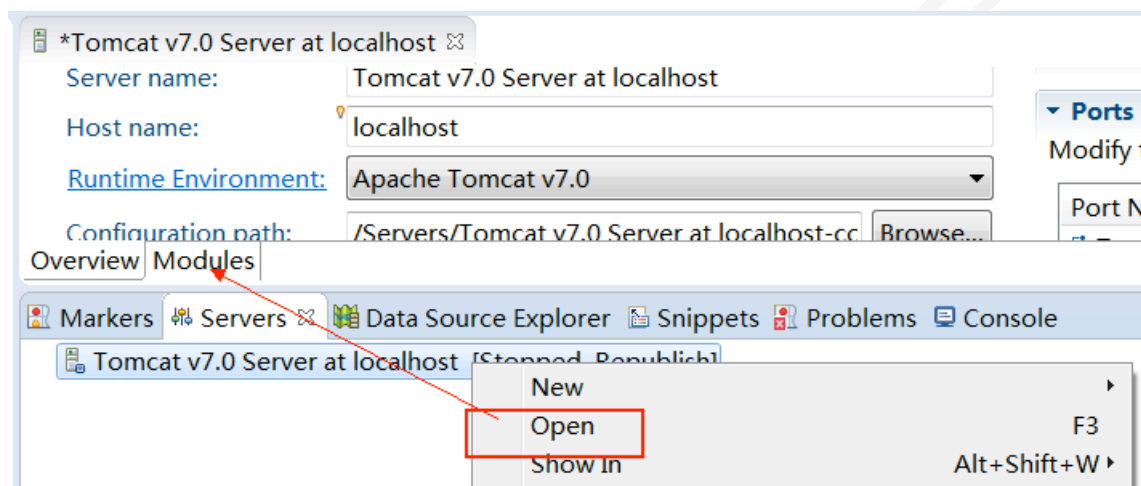 *Tomcat v7.0 Server at localhost
Server name: Tomcat v7.0 Server at localhost
Host name: localhost
Ports
Runtime Environment: Apache Tomcat v7.0
Modify
Configuration path: /Servers/Tomcat v7.0 Server at localhost-cc Browse...
Port N
Overview Modules
Markers Servers Data Source Explorer Snippets Problems Console
Tomcat v7.0 Server at localhost [Stopped, Republish]
New
Open F3
Show In Alt+Shift+W